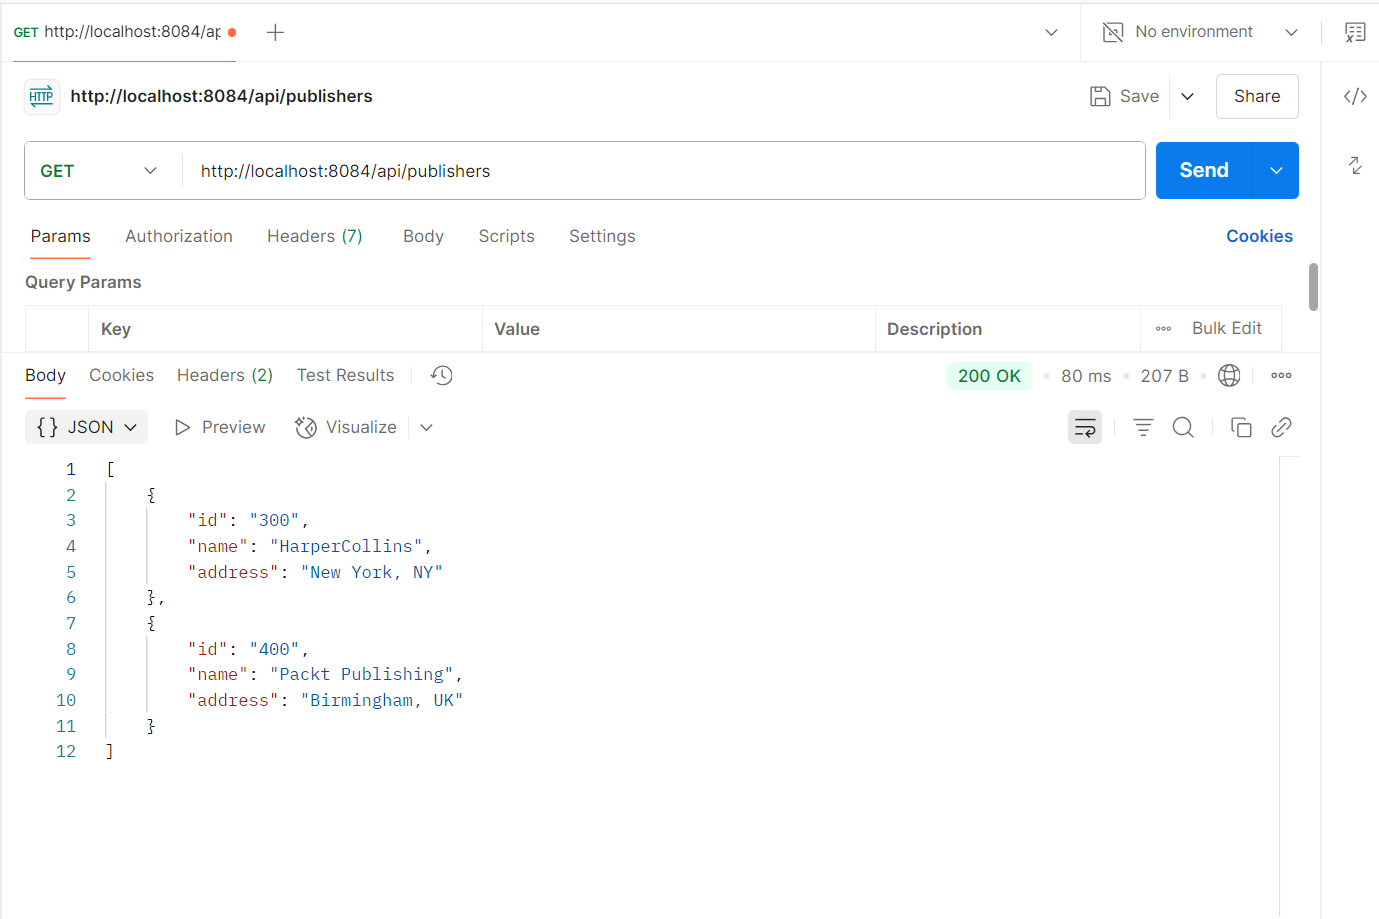 GET http://localhost:8084/ap
No environment
HTTP http://localhost:8084/api/publishers
Save
Share
GET
http://localhost:8084/api/publishers
Send
Params Authorization Headers (7) Body Scripts Settings Cookies
Query Params
Key Value Description Bulk Edit
Body Cookies Headers (2) Test Results 200 OK 80 ms 207 B
{} JSON Preview Visualize
1 [
2 {
3 "id": "300",
4 "name": "HarperCollins",
5 "address": "New York, NY"
6 },
7 {
8 "id": "400",
9 "name": "Packt Publishing",
10 "address": "Birmingham, UK"
11 }
12 ]